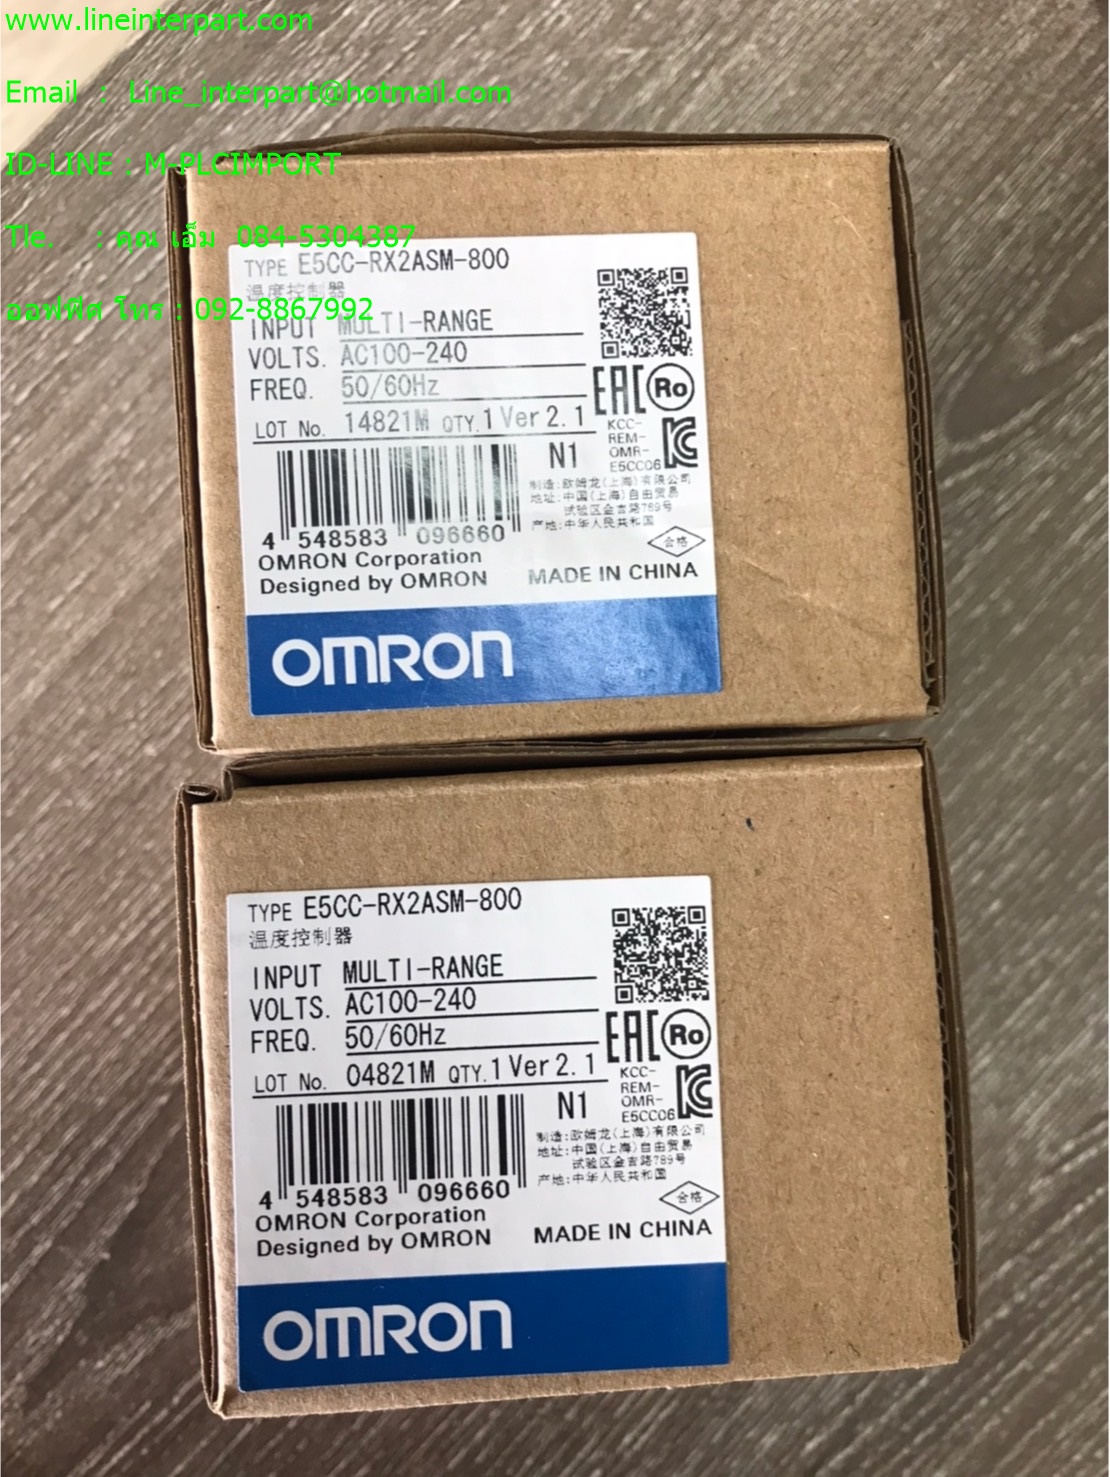 www.lineinterpart.com
Email : Line_interpart@hotmail.com
ID-LINE : M-PLCIMPORT
Tle. : คุณ เอ็ม 084-5304387
ออฟฟิศ โทร : 092-8867992
TYPE E5CC-RX2ASM-800
温度控制器
INPUT MULTI-RANGE
VOLTS. AC100-240
FREQ. 50/60Hz
LOT No. 14821M QTY.1 Ver 2.1
EAC Ro
KCC-
REM-
OMR-
E5CC06
N1
制造:欧姆龙(上海)有限公司
地址:中国(上海)自由贸易
试验区金吉路789号
产地:中华人民共和国
合格
4 548583 096660
OMRON Corporation
Designed by OMRON MADE IN CHINA
OMRON
TYPE E5CC-RX2ASM-800
温度控制器
INPUT MULTI-RANGE
VOLTS. AC100-240
FREQ. 50/60Hz
LOT No. 04821M QTY.1 Ver 2.1
EAC Ro
KCC-
REM-
OMR-
E5CC06
N1
制造:欧姆龙(上海)有限公司
地址:中国(上海)自由贸易
试验区金吉路789号
产地:中华人民共和国
合格
4 548583 096660
OMRON Corporation
Designed by OMRON MADE IN CHINA
OMRON